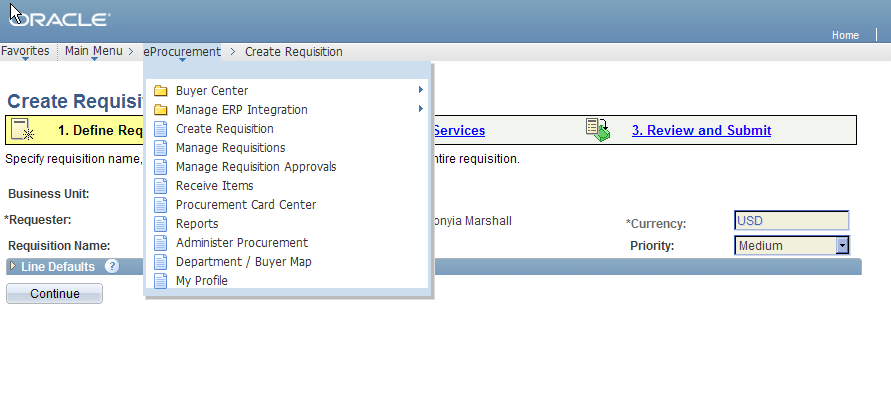 ORACLE
Home
Favorites Main Menu > eProcurement > Create Requisition
Create Requisi
1. Define Req Services 3. Review and Submit
Specify requisition name, entire requisition.
Business Unit:
*Requester: onyia Marshall *Currency: USD
Requisition Name: Priority: Medium
Line Defaults ?
Continue
Buyer Center
Manage ERP Integration
Create Requisition
Manage Requisitions
Manage Requisition Approvals
Receive Items
Procurement Card Center
Reports
Administer Procurement
Department / Buyer Map
My Profile